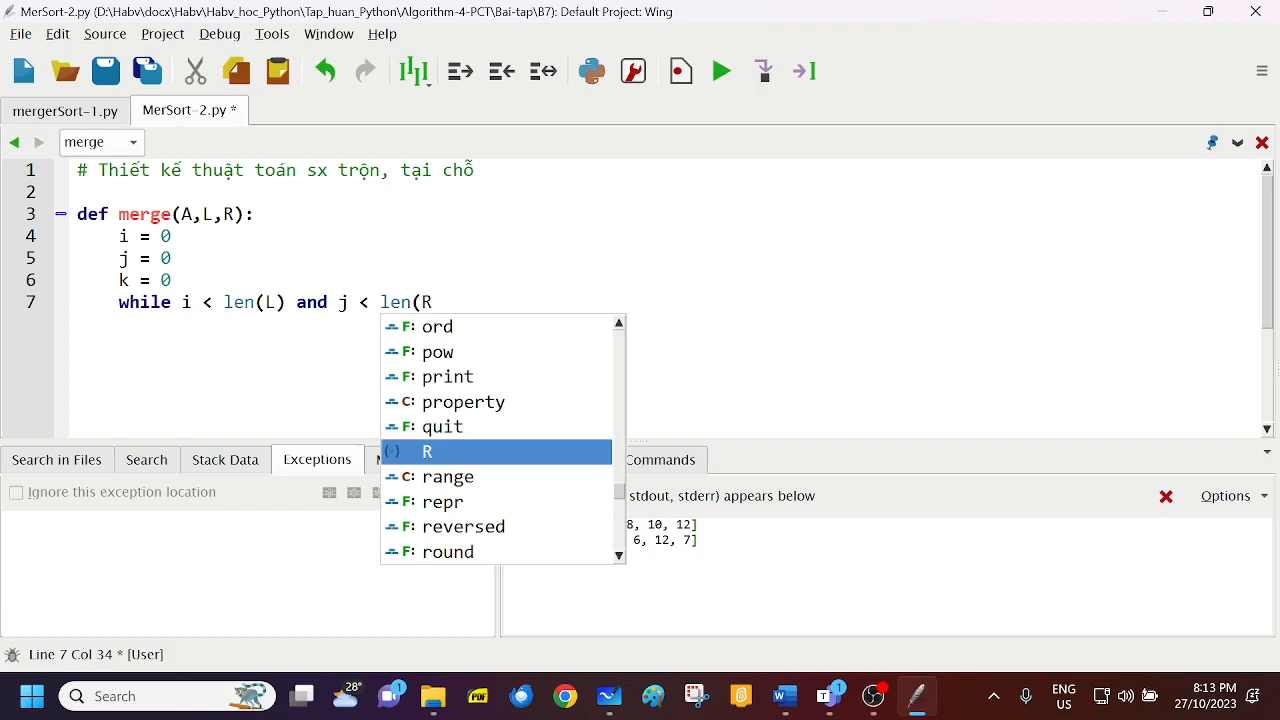 MerSort-2.py (D:\Habv\docx\Habv\Habv_hoc_Python\Tap_huan_Python\Algorithm-4-PCT\Bai-tap\B7): Default Project: Wing
File Edit Source Project Debug Tools Window Help
mergerSort-1.py MerSort-2.py *
merge
1 # Thiết kế thuật toán sx trộn, tại chỗ
2
3 def merge(A,L,R):
4 i = 0
5 j = 0
6 k = 0
7 while i < len(L) and j < len(R
F: ord
F: pow
F: print
C: property
F: quit
() R
C: range
F: repr
F: reversed
F: round
Search in Files Search Stack Data Exceptions Commands
Ignore this exception location
stdout, stderr) appears below Options
8, 10, 12]
6, 12, 7]
Line 7 Col 34 * [User]
Search
28°
1
PDF
1
ENG
US
8:13 PM
27/10/2023